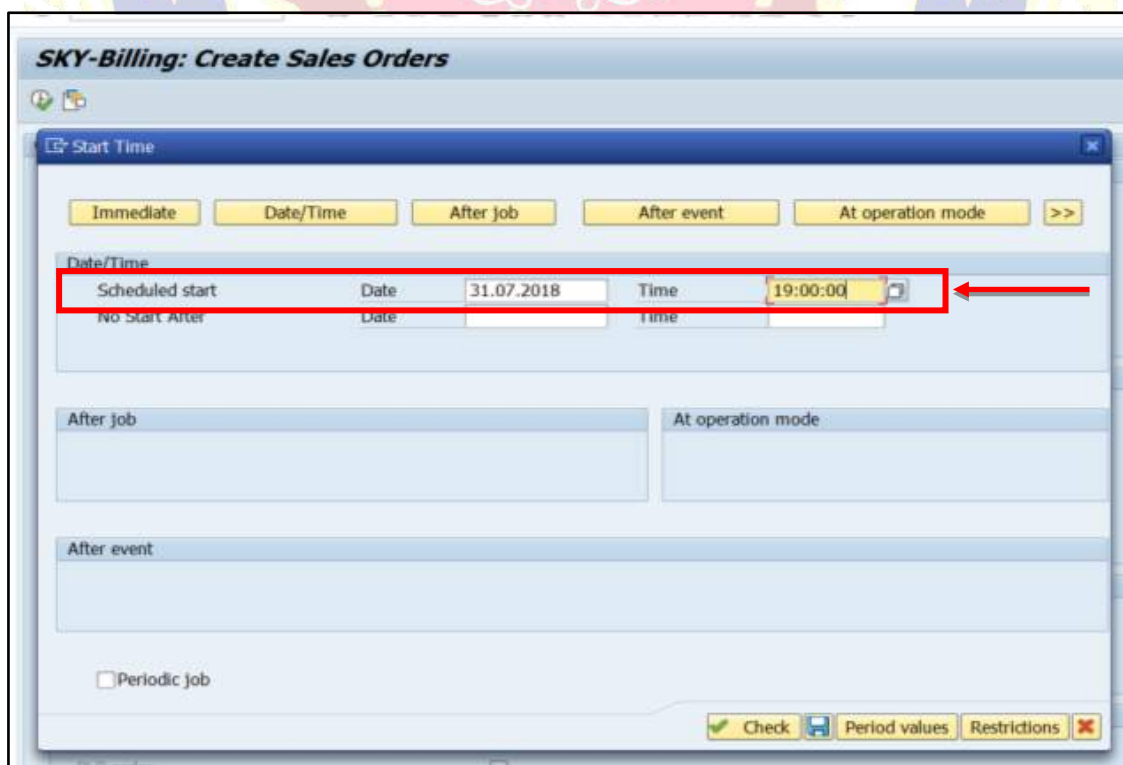 SKY-Billing: Create Sales Orders
Start Time
Immediate Date/Time After job After event At operation mode >>
Date/Time
Scheduled start Date 31.07.2018 Time 19:00:00
No Start After Date Time
After job At operation mode
After event
Periodic job
Check Period values Restrictions